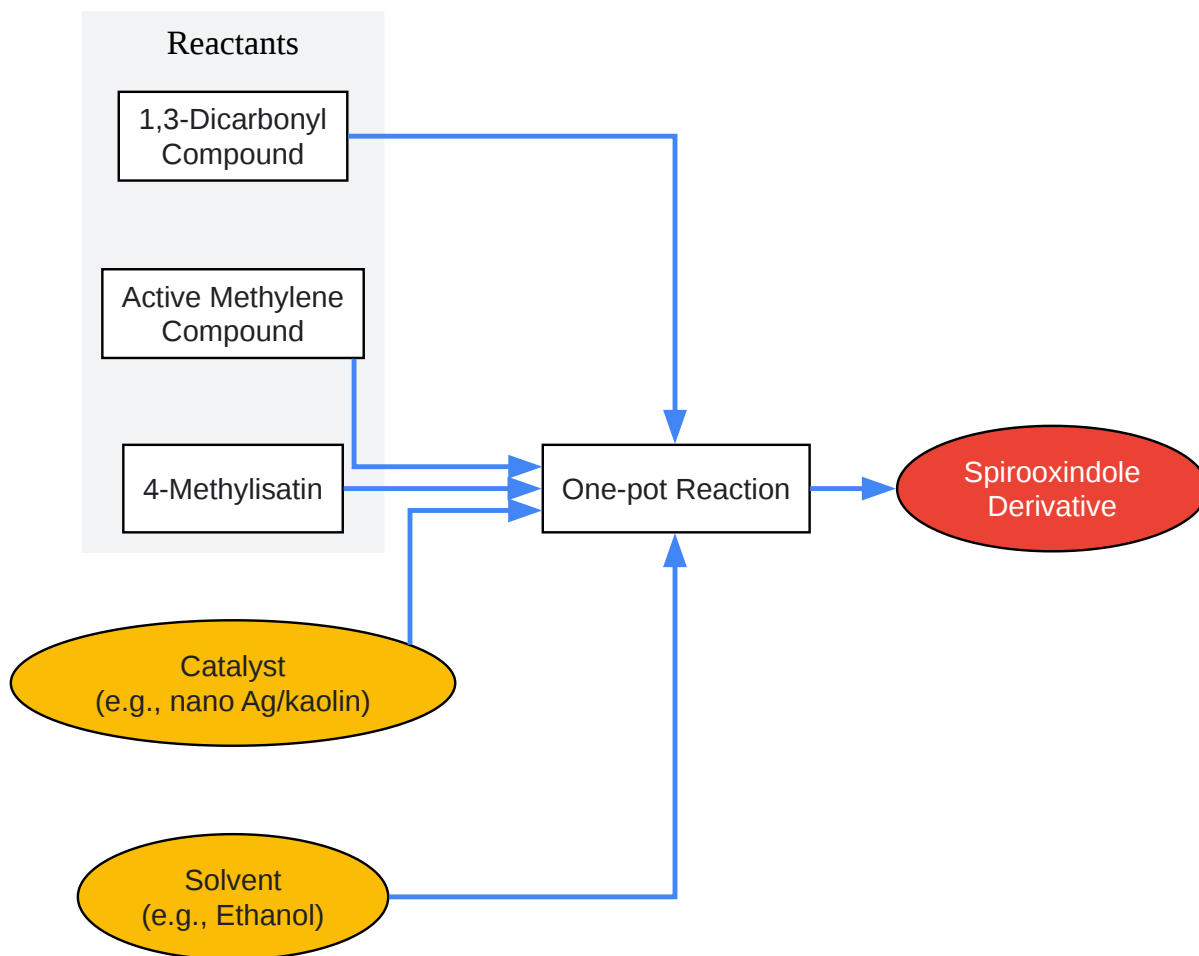 Reactants
1,3-Dicarbonyl
Compound
Active Methylene
Compound
4-Methylisatin
One-pot Reaction
Spirooxindole
Derivative
Catalyst
(e.g., nano Ag/kaolin)
Solvent
(e.g., Ethanol)